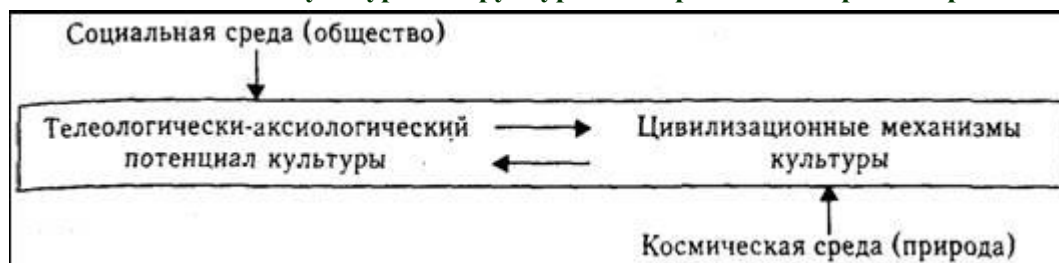 Социальная среда (общество)
Телеологически-аксиологический
потенциал культуры
Цивилизационные механизмы
культуры
Космическая среда (природа)